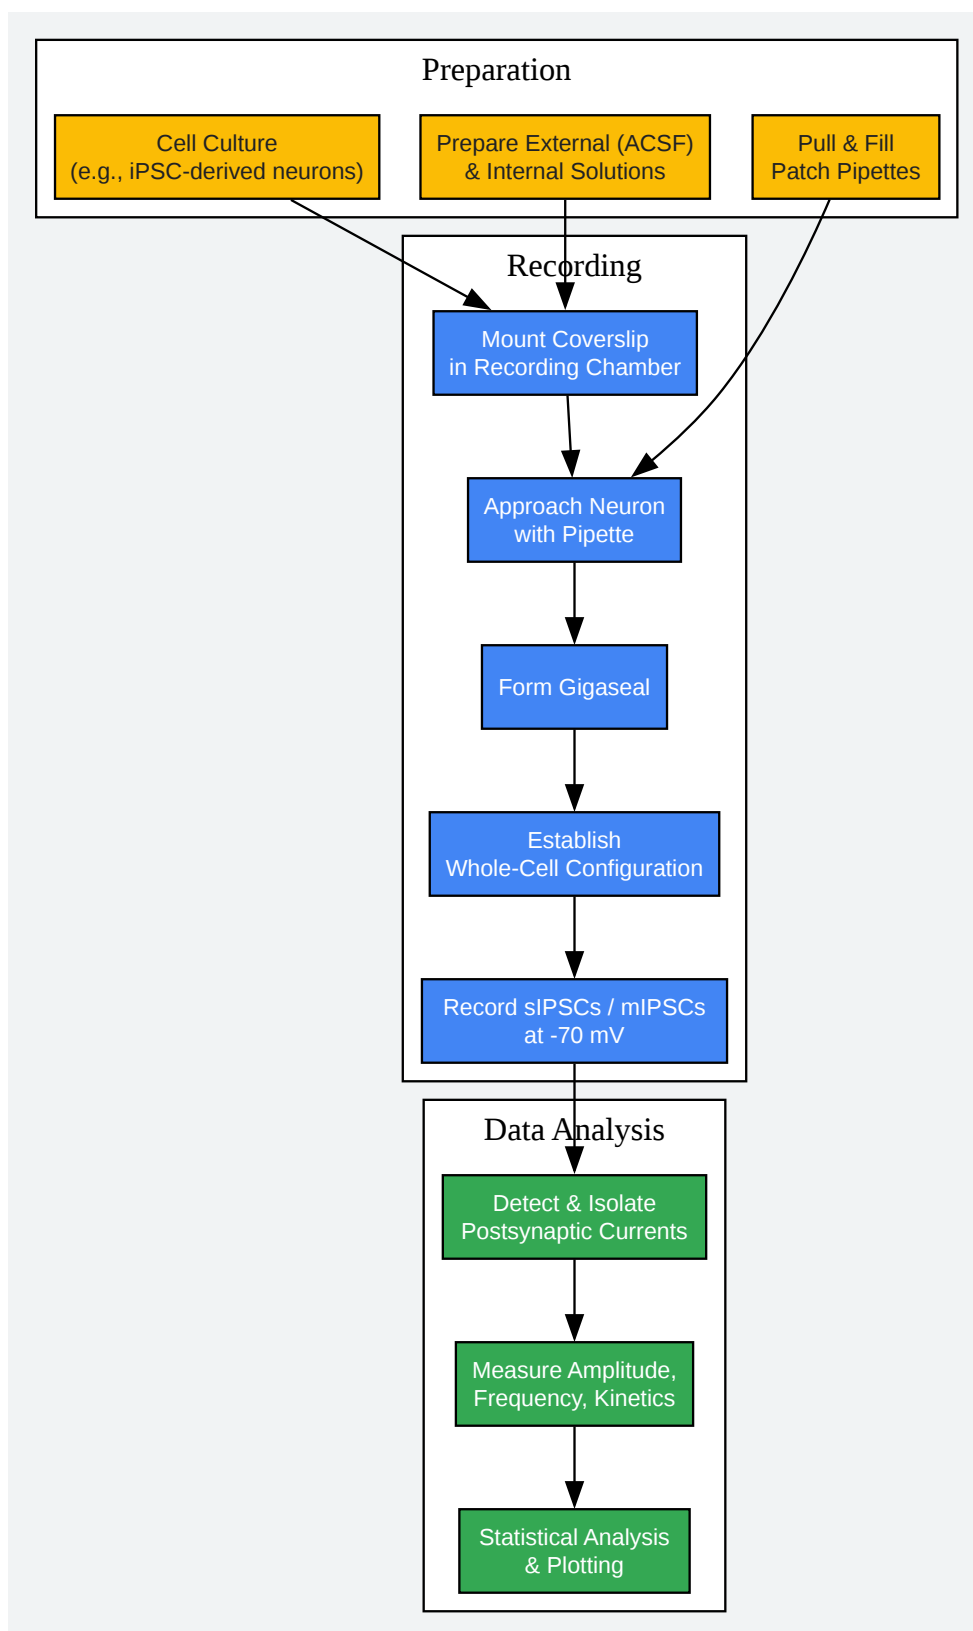 Preparation
Cell Culture
(e.g., iPSC-derived neurons)
Prepare External (ACSF)
& Internal Solutions
Pull & Fill
Patch Pipettes
Recording
Mount Coverslip
in Recording Chamber
Approach Neuron
with Pipette
Form Gigaseal
Establish
Whole-Cell Configuration
Record sIPSCs / mIPSCs
at -70 mV
Data Analysis
Detect & Isolate
Postsynaptic Currents
Measure Amplitude,
Frequency, Kinetics
Statistical Analysis
& Plotting